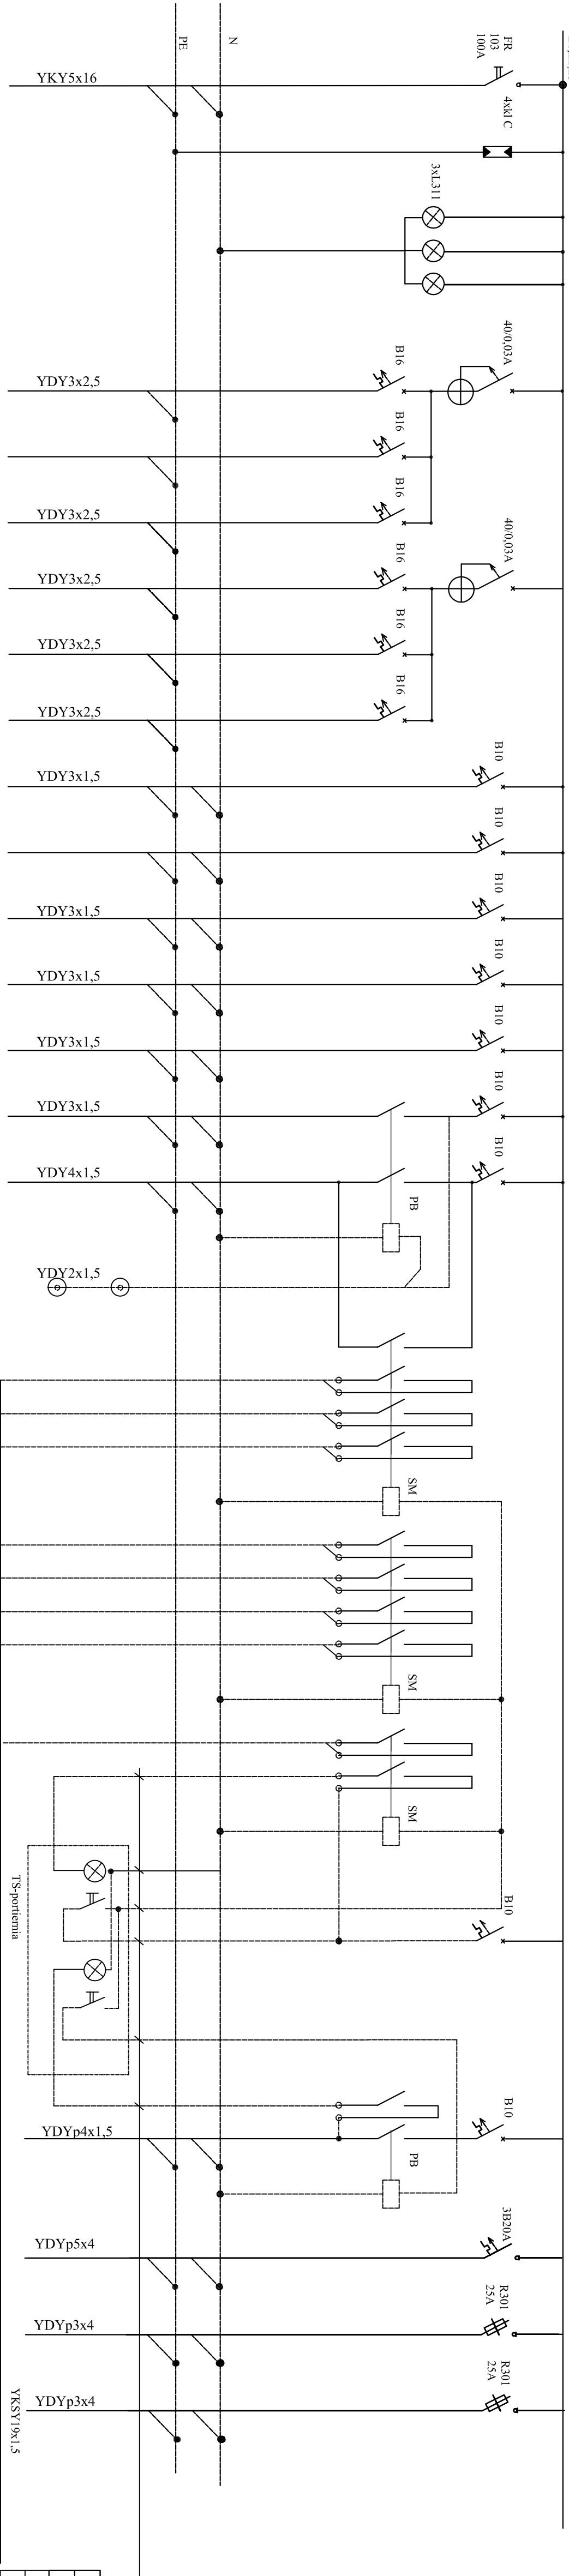 PE
N
FR
103
100A
YKY5x16
4xkl C
3xL311
40/0,03A
B16
YDY3x2,5
B16
B16
YDY3x2,5
40/0,03A
B16
YDY3x2,5
B16
YDY3x2,5
B16
YDY3x2,5
B10
YDY3x1,5
B10
B10
YDY3x1,5
B10
YDY3x1,5
B10
YDY3x1,5
B10
YDY3x1,5
B10
YDY4x1,5
PB
YDY2x1,5
SM
SM
SM
TS-portiernia
B10
B10
YDYp4x1,5
PB
3B20A
YDYp5x4
R301
25A
YDYp3x4
R301
25A
YDYp3x4
YKSY19x1,5